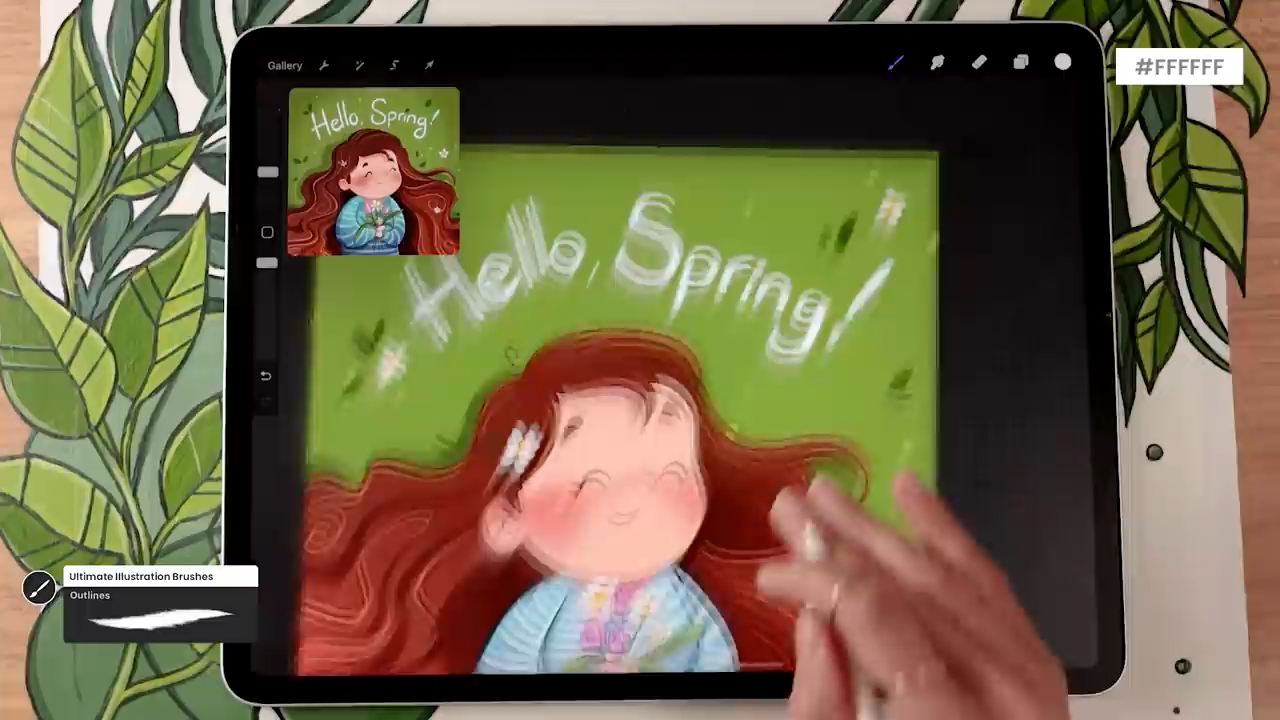 Gallery
#FFFFFF
Hello, Spring!
Hello, Spring!
Ultimate Illustration Brushes
Outlines